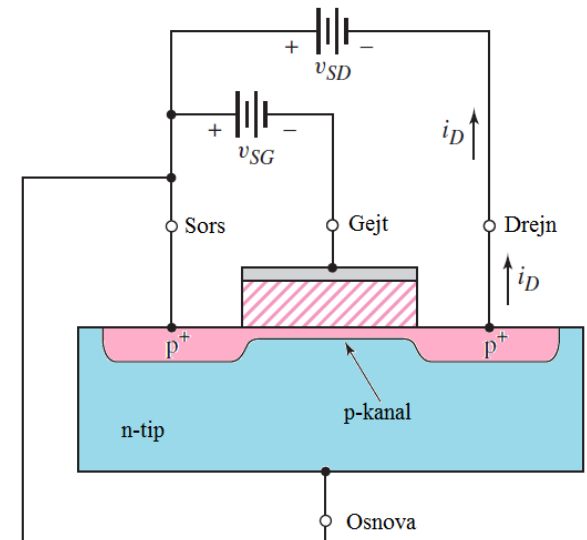 + −
v_SD
+ −
v_SG
i_D
Sors
Gejt
Drejn
i_D
p⁺
p⁺
p-kanal
n-tip
Osnova